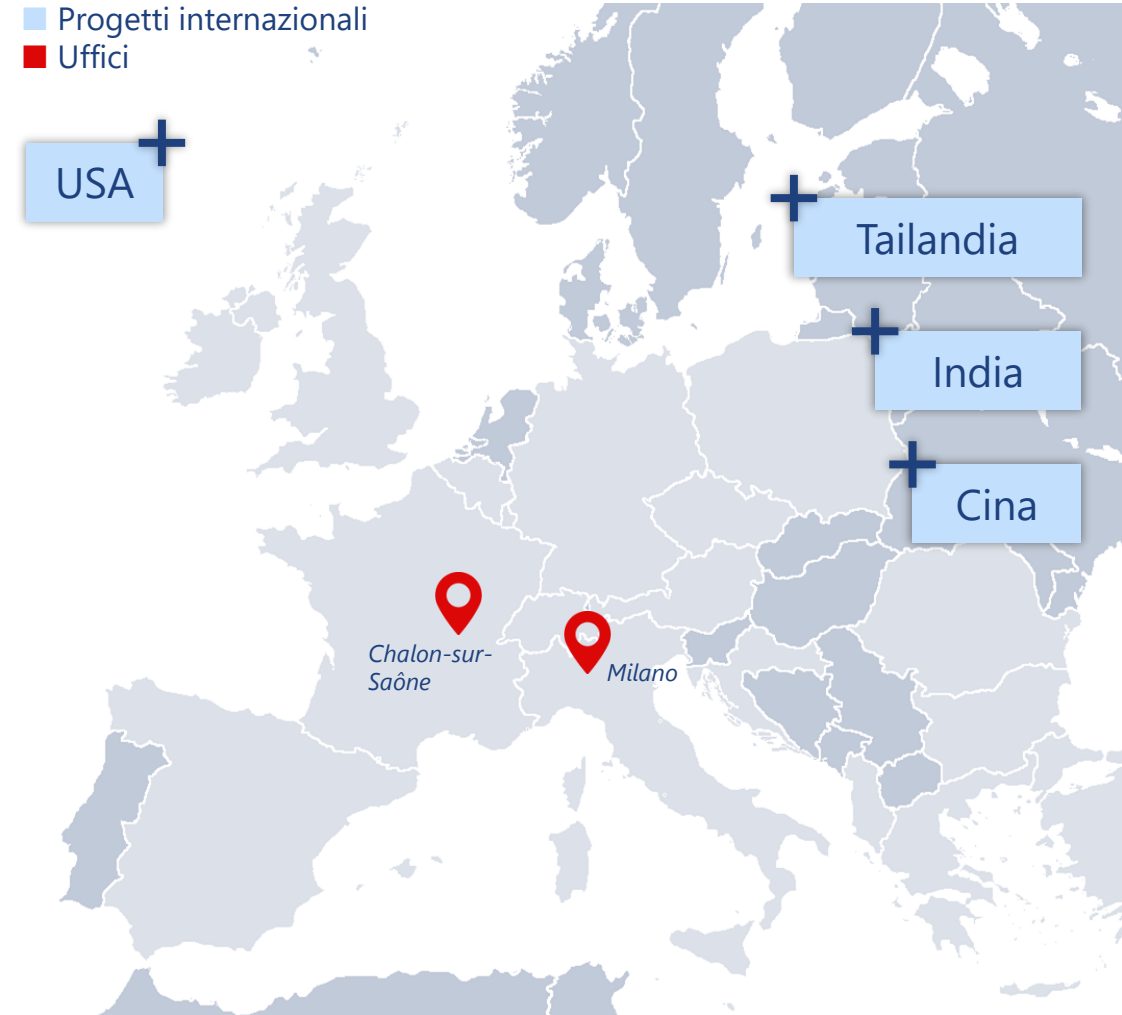 Progetti internazionali
Uffici
USA
Tailandia
India
Cina
Chalon-sur-
Saône
Milano